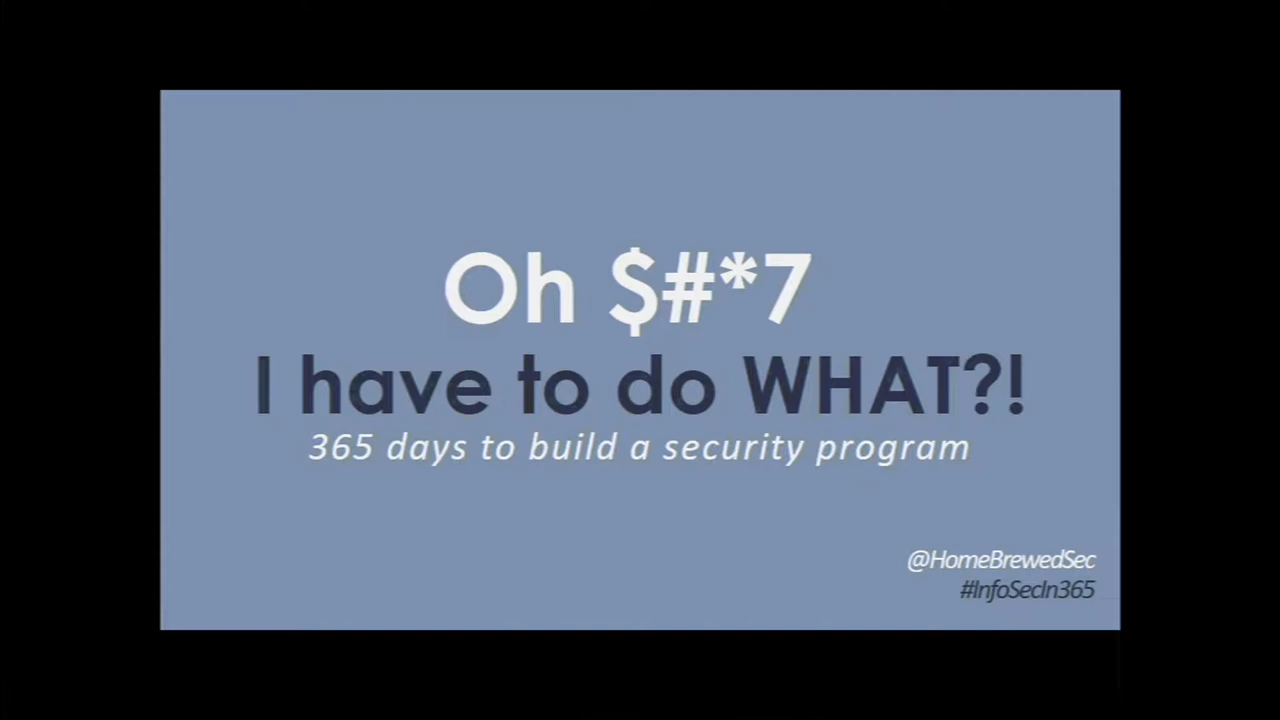 Oh $#*7
I have to do WHAT?!
365 days to build a security program
@HomeBrewedSec
#InfoSecIn365